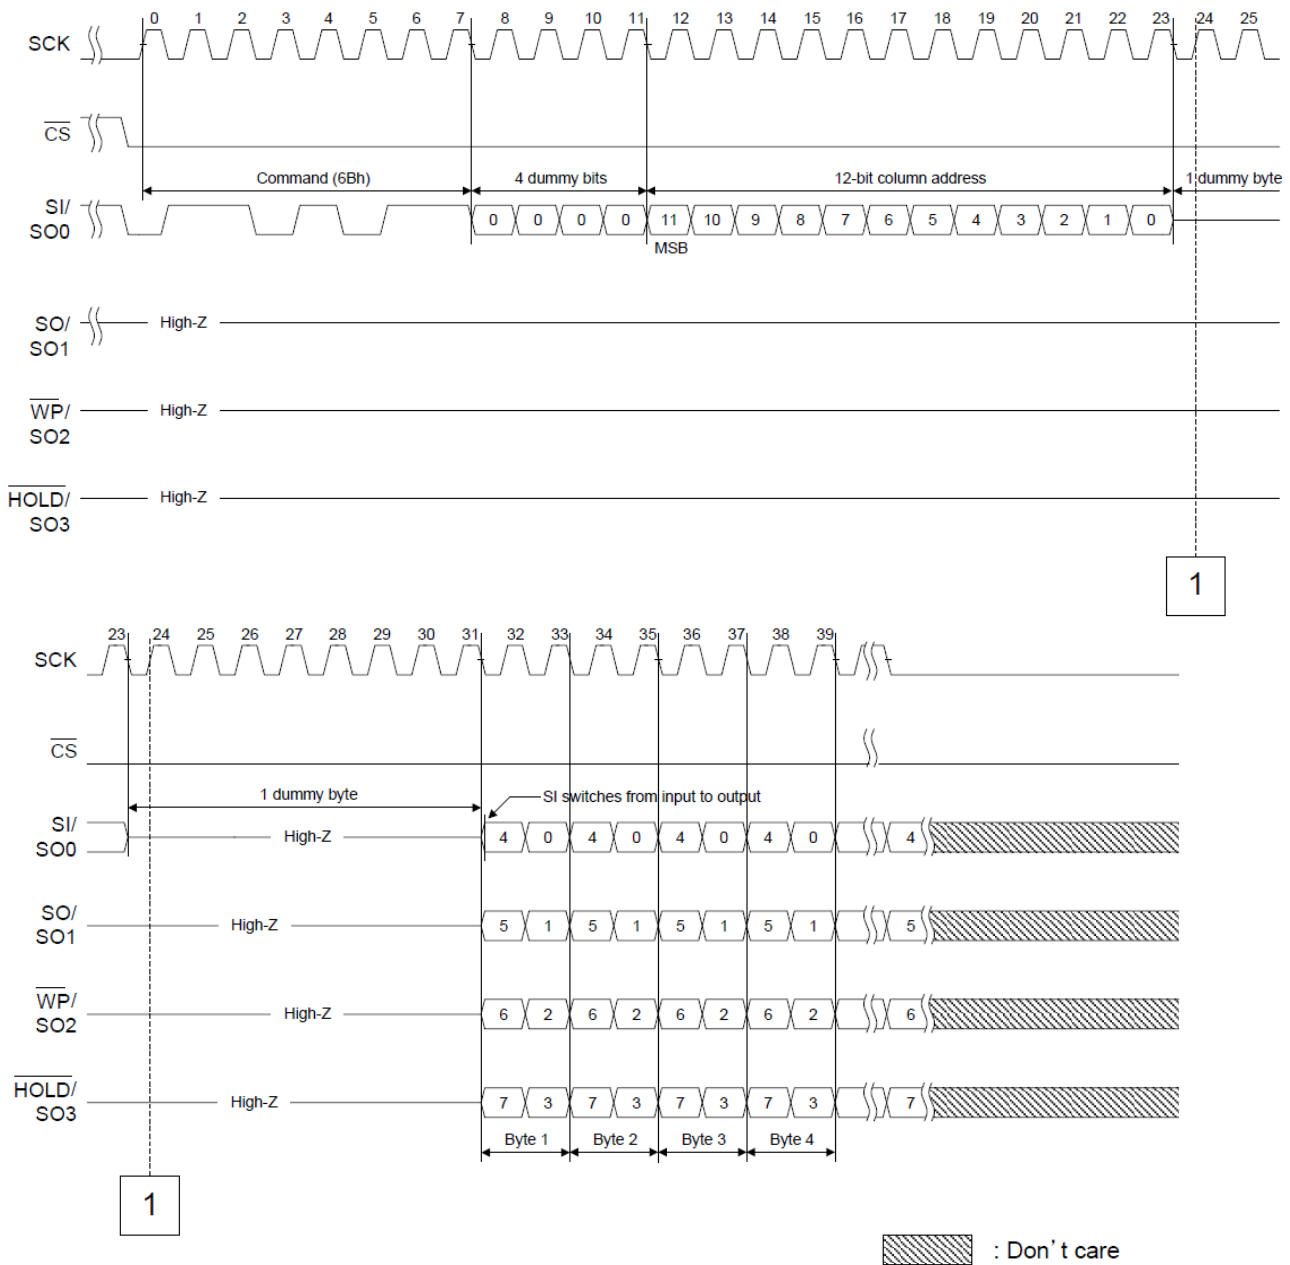 0 1 2 3 4 5 6 7 8 9 10 11 12 13 14 15 16 17 18 19 20 21 22 23 24 25
SCK
CS
Command (6Bh) 4 dummy bits 12-bit column address 1 dummy byte
SI/
SO0
0 0 0 0 11 10 9 8 7 6 5 4 3 2 1 0
MSB
SO/
SO1
High-Z
WP/
SO2
High-Z
HOLD/
SO3
High-Z
1
23 24 25 26 27 28 29 30 31 32 33 34 35 36 37 38 39
SCK
CS
1 dummy byte
SI switches from input to output
SI/
SO0
High-Z 4 0 4 0 4 0 4 0 4
SO/
SO1
High-Z 5 1 5 1 5 1 5 1 5
WP/
SO2
High-Z 6 2 6 2 6 2 6 2 6
HOLD/
SO3
High-Z 7 3 7 3 7 3 7 3 7
Byte 1 Byte 2 Byte 3 Byte 4
1
: Don't care